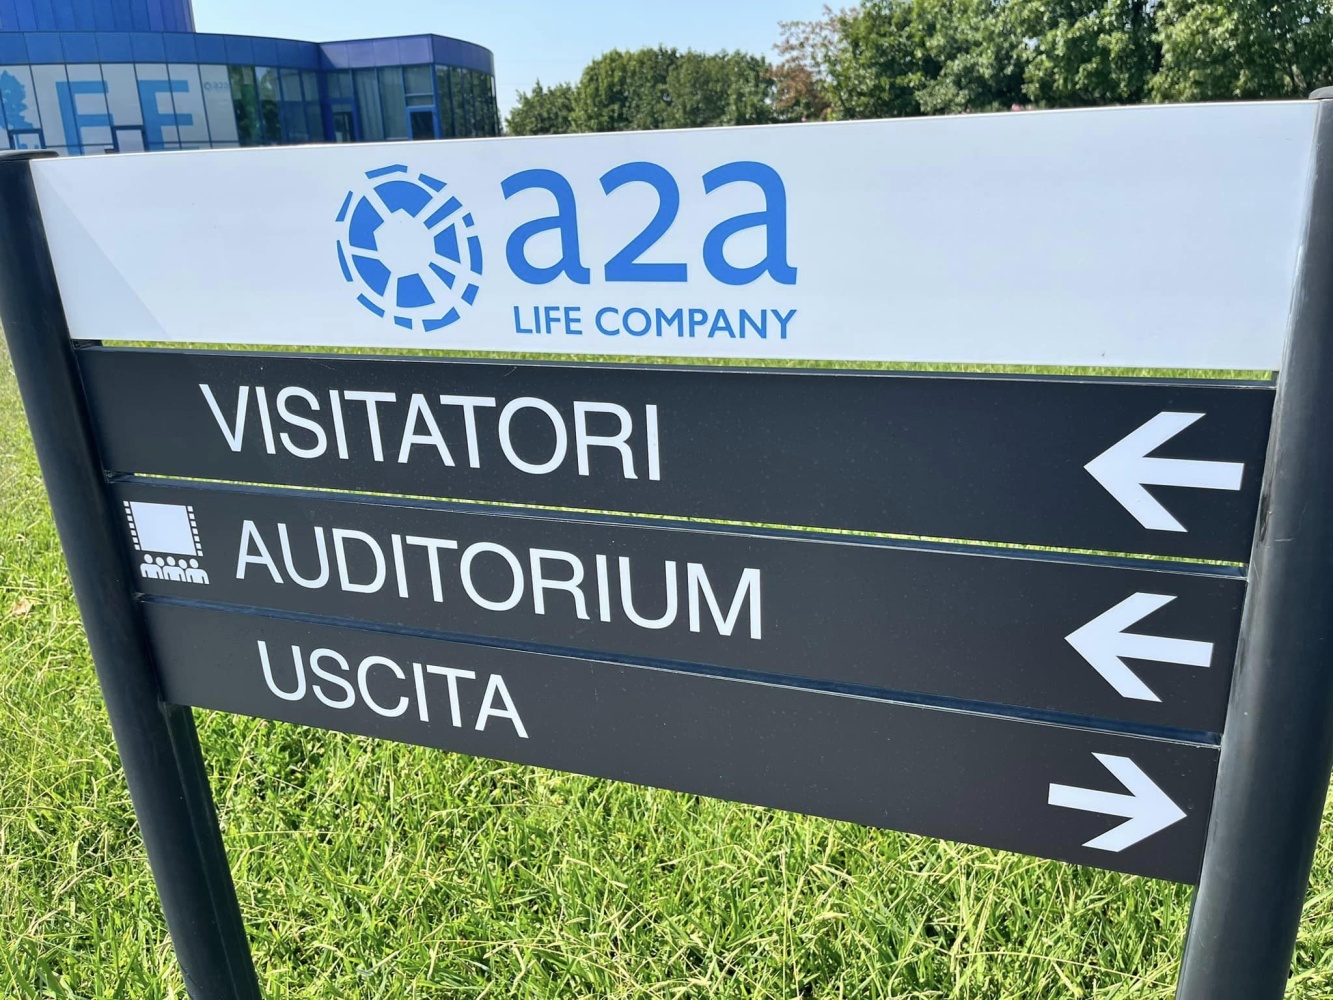 a2a
LIFE COMPANY
VISITATORI
AUDITORIUM
USCITA